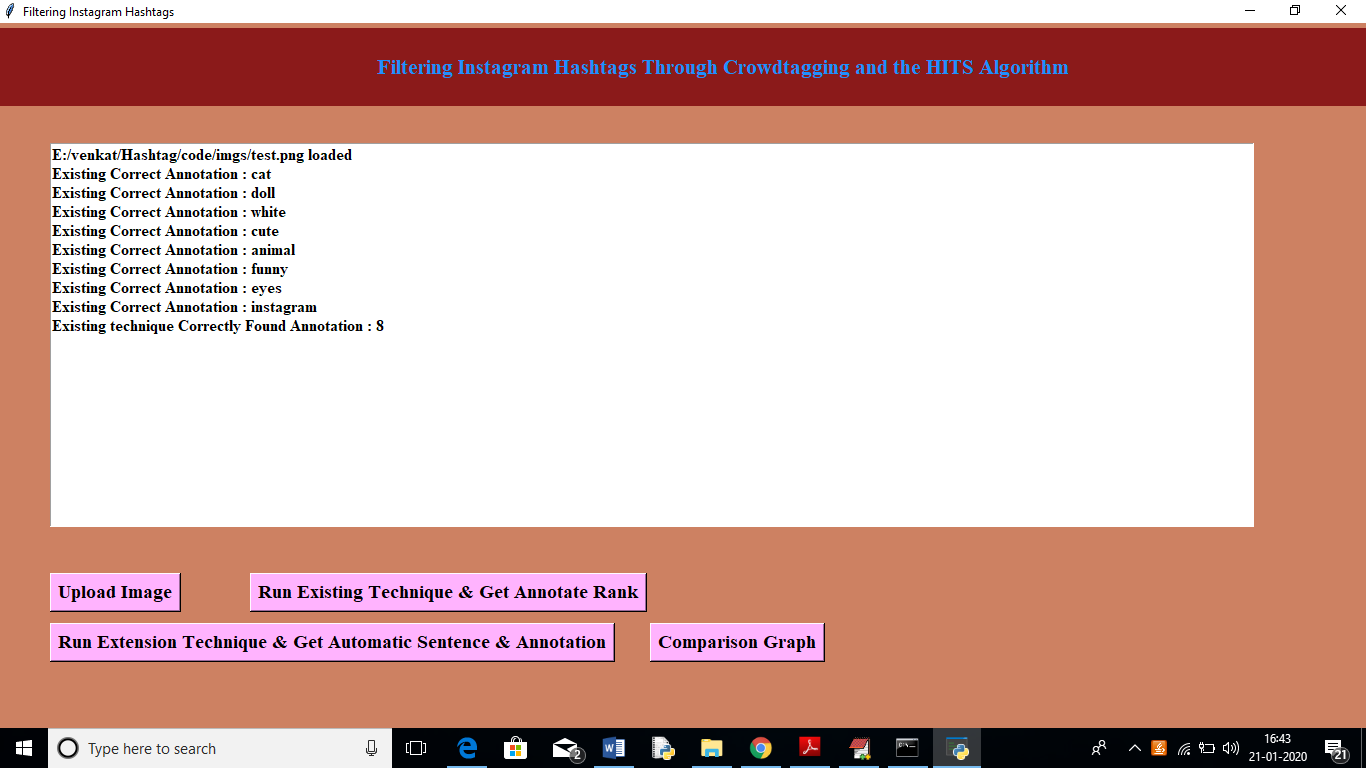 Filtering Instagram Hashtags
Filtering Instagram Hashtags Through Crowdtagging and the HITS Algorithm
E:/venkat/Hashtag/code/imgs/test.png loaded
Existing Correct Annotation : cat
Existing Correct Annotation : doll
Existing Correct Annotation : white
Existing Correct Annotation : cute
Existing Correct Annotation : animal
Existing Correct Annotation : funny
Existing Correct Annotation : eyes
Existing Correct Annotation : instagram
Existing technique Correctly Found Annotation : 8
Upload Image
Run Existing Technique & Get Annotate Rank
Run Extension Technique & Get Automatic Sentence & Annotation
Comparison Graph
Type here to search
2
16:43
21-01-2020
21